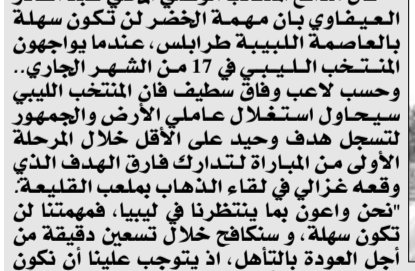 العيفاوي بان مهمة الخضر لن تكون سهلة
بالعاصمة الليبية طرابلس، عندما يواجهون
المنتخب الليبي في 17 من الشهر الجاري..
وحسب لاعب وفاق سطيف فان المنتخب الليبي
سيحاول استغلال عاملي الأرض والجمهور
لتسجل هدف وحيد على الأقل خلال المرحلة
الأولى من المباراة لتدارك فارق الهدف الذي
وقعه غزالي في لقاء الذهاب بملعب القليعة.
"نحن واعون بما ينتظرنا في ليبيا، فمهمتنا لن
تكون سهلة، و سنكافح خلال تسعين دقيقة من
أجل العودة بالتأهل، اذ يتوجب علينا أن نكون